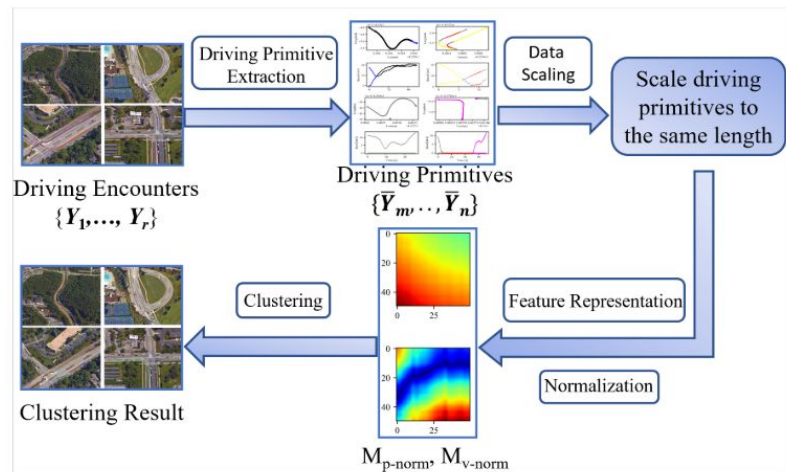 Driving Primitive
Extraction
Data
Scaling
Scale driving
primitives to
the same length
Driving Encounters
{Y₁,..., Yᵣ}
Driving Primitives
{Y̅ₘ,.., Y̅ₙ}
0
20
40
0 25
Clustering
Feature Representation
0
20
40
0 25
Normalization
Clustering Result
Mₚ₋ₙₒᵣₘ, Mᵥ₋ₙₒᵣₘ